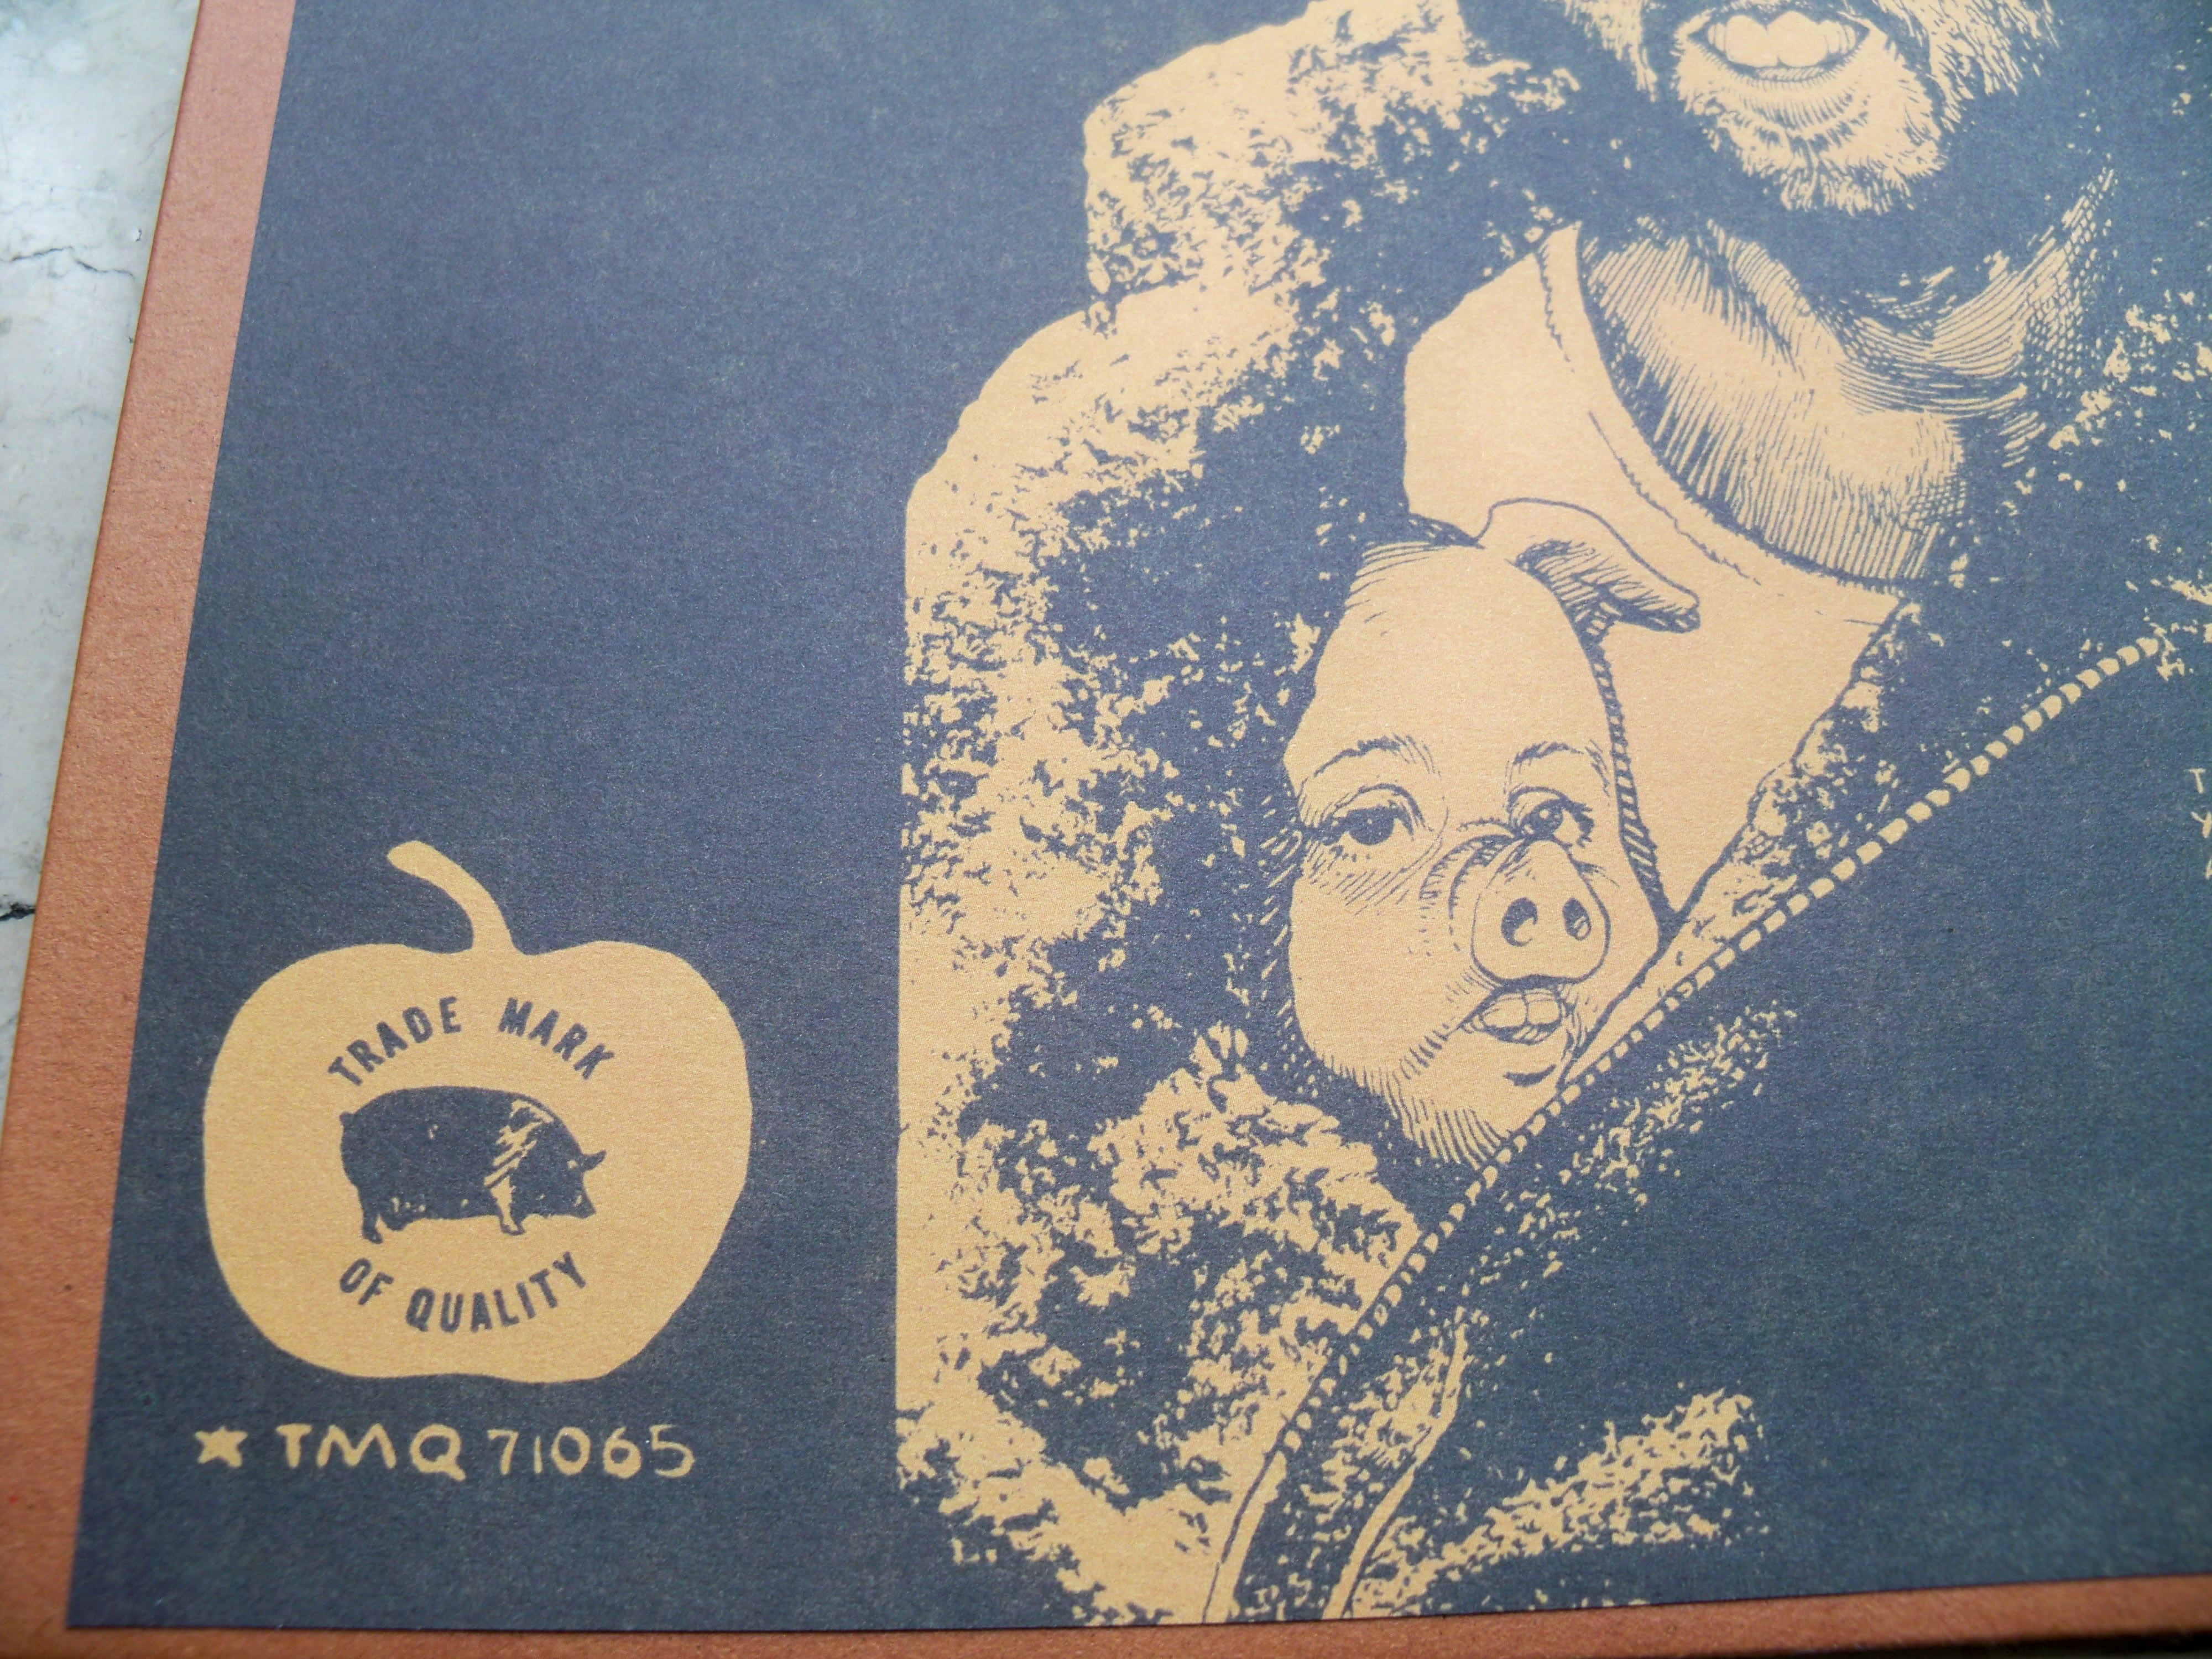 TRADE MARK
OF QUALITY
★ TMQ 71065